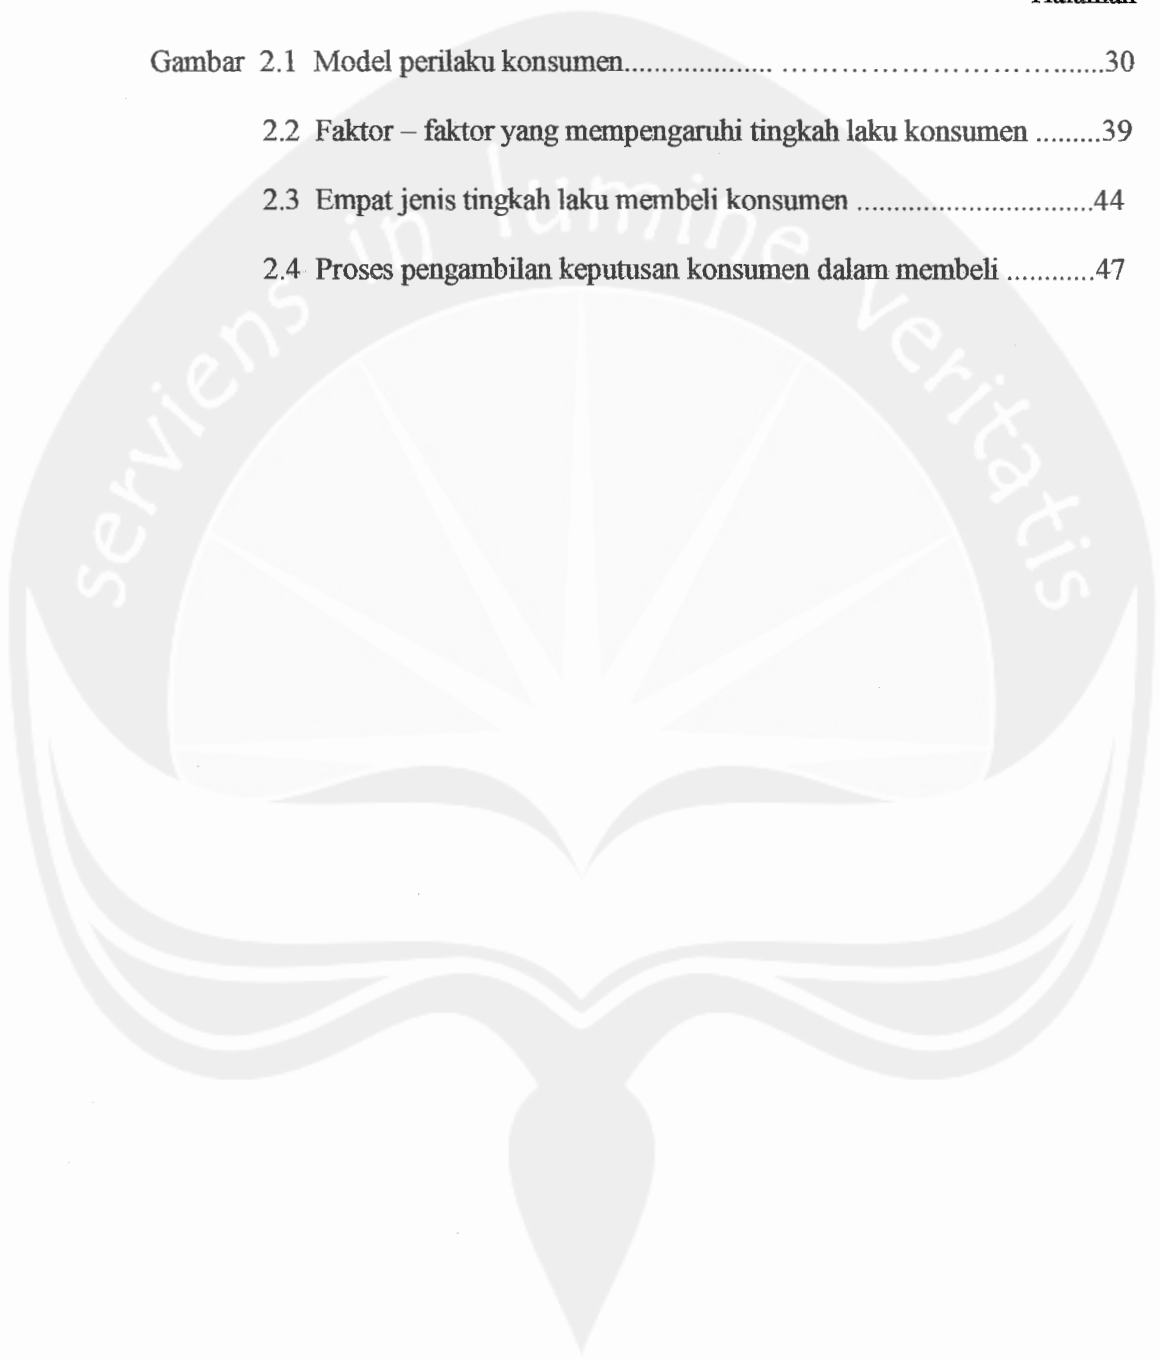 Halaman
Gambar 2.1 Model perilaku konsumen.................... ...................................30
2.2 Faktor – faktor yang mempengaruhi tingkah laku konsumen .........39
2.3 Empat jenis tingkah laku membeli konsumen ...............................44
2.4 Proses pengambilan keputusan konsumen dalam membeli ............47
serviens in lumine veritatis